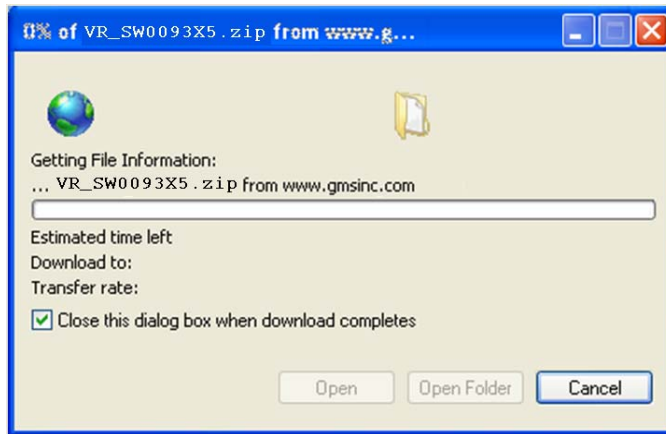 0% of VR_SW0093X5.zip from www.g...
Getting File Information:
... VR_SW0093X5.zip from www.gmsinc.com
Estimated time left
Download to:
Transfer rate:
Close this dialog box when download completes
Open Open Folder Cancel